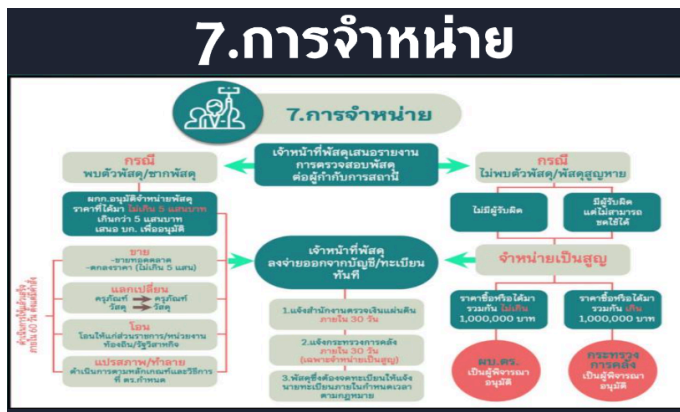 7.การจำหน่าย
7.การจำหน่าย
เจ้าหน้าที่พัสดุเสนอรายงาน
การตรวจสอบพัสดุ
ต่อผู้กำกับการสถานี
กรณี
พบตัวพัสดุ/ซากพัสดุ
ผกก.อนุมัติจำหน่ายพัสดุ
ราคาที่ได้มา ไม่เกิน 5 แสนบาท
เกินกว่า 5 แสนบาท
เสนอ บก. เพื่ออนุมัติ
ขาย
-ขายทอดตลาด
-ตกลงราคา (ไม่เกิน 5 แสน)
แลกเปลี่ยน
ครุภัณฑ์ ➔ ครุภัณฑ์
วัสดุ ➔ วัสดุ
โอน
โอนให้แก่ส่วนราชการ/หน่วยงาน
ท้องถิ่น/รัฐวิสาหกิจ
แปรสภาพ/ทำลาย
ดำเนินการตามหลักเกณฑ์และวิธีการ
ที่ ตร.กำหนด
ดำเนินการให้แล้วเสร็จ
ภายใน 60 วัน
เจ้าหน้าที่พัสดุ
ลงจ่ายออกจากบัญชี/ทะเบียน
ทันที
1.แจ้งสำนักงานตรวจเงินแผ่นดิน
ภายใน 30 วัน
2.แจ้งกระทรวงการคลัง
ภายใน 30 วัน
(เฉพาะจำหน่ายเป็นสูญ)
3.พัสดุซึ่งต้องจดทะเบียนให้แจ้ง
นายทะเบียนภายในกำหนดเวลา
ตามกฎหมาย
กรณี
ไม่พบตัวพัสดุ/พัสดุสูญหาย
ไม่มีผู้รับผิด
มีผู้รับผิด
แต่ไม่สามารถ
ชดใช้ได้
จำหน่ายเป็นสูญ
ราคาซื้อหรือได้มา
รวมกัน ไม่เกิน
1,000,000 บาท
ราคาซื้อหรือได้มา
รวมกัน เกิน
1,000,000 บาท
ผบ.ตร.
เป็นผู้พิจารณา
อนุมัติ
กระทรวง
การคลัง
เป็นผู้พิจารณา
อนุมัติ